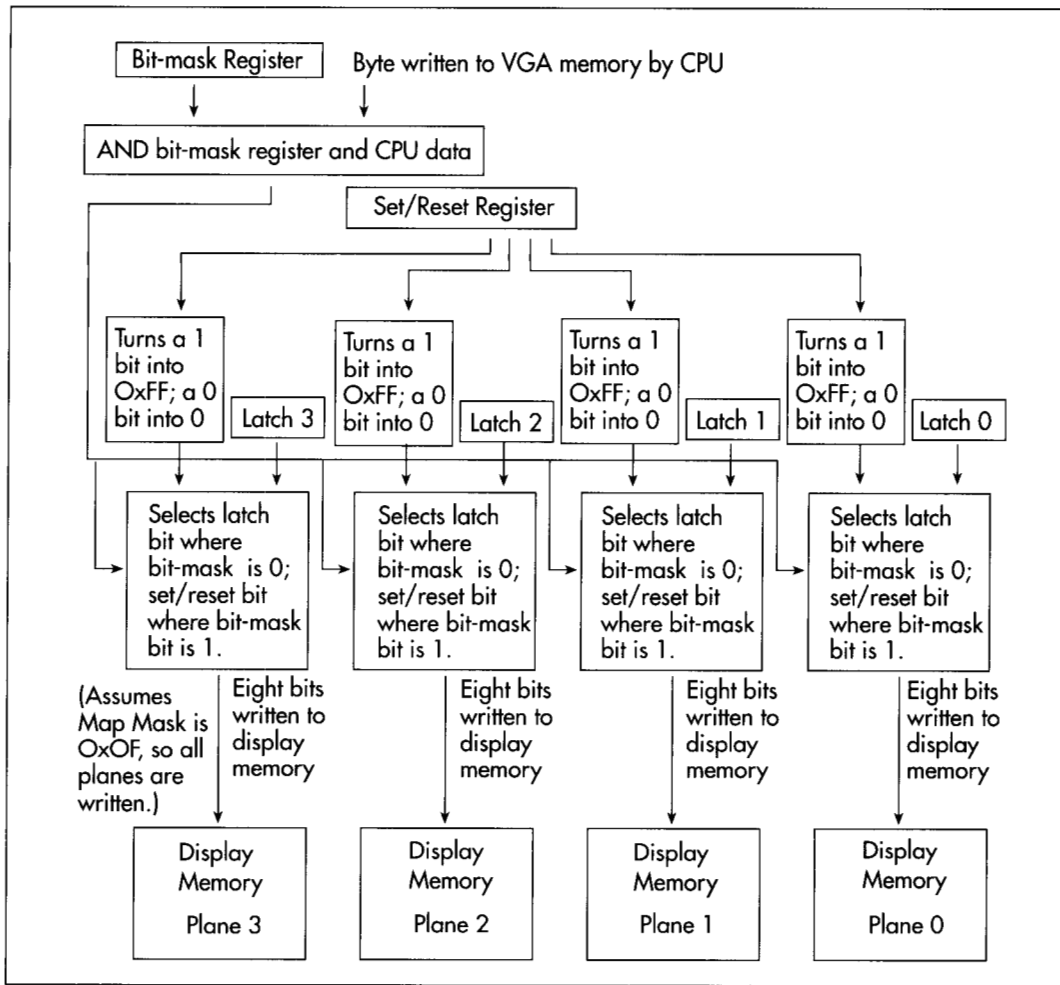 Bit-mask Register
Byte written to VGA memory by CPU
AND bit-mask register and CPU data
Set/Reset Register
Turns a 1
bit into
OxFF; a 0
bit into 0
Latch 3
Turns a 1
bit into
OxFF; a 0
bit into 0
Latch 2
Turns a 1
bit into
OxFF; a 0
bit into 0
Latch 1
Turns a 1
bit into
OxFF; a 0
bit into 0
Latch 0
Selects latch
bit where
bit-mask is 0;
set/reset bit
where bit-mask
bit is 1.
Selects latch
bit where
bit-mask is 0;
set/reset bit
where bit-mask
bit is 1.
Selects latch
bit where
bit-mask is 0;
set/reset bit
where bit-mask
bit is 1.
Selects latch
bit where
bit-mask is 0;
set/reset bit
where bit-mask
bit is 1.
(Assumes
Map Mask is
OxOF, so all
planes are
written.)
Eight bits
written to
display
memory
Eight bits
written to
display
memory
Eight bits
written to
display
memory
Eight bits
written to
display
memory
Display
Memory
Plane 3
Display
Memory
Plane 2
Display
Memory
Plane 1
Display
Memory
Plane 0